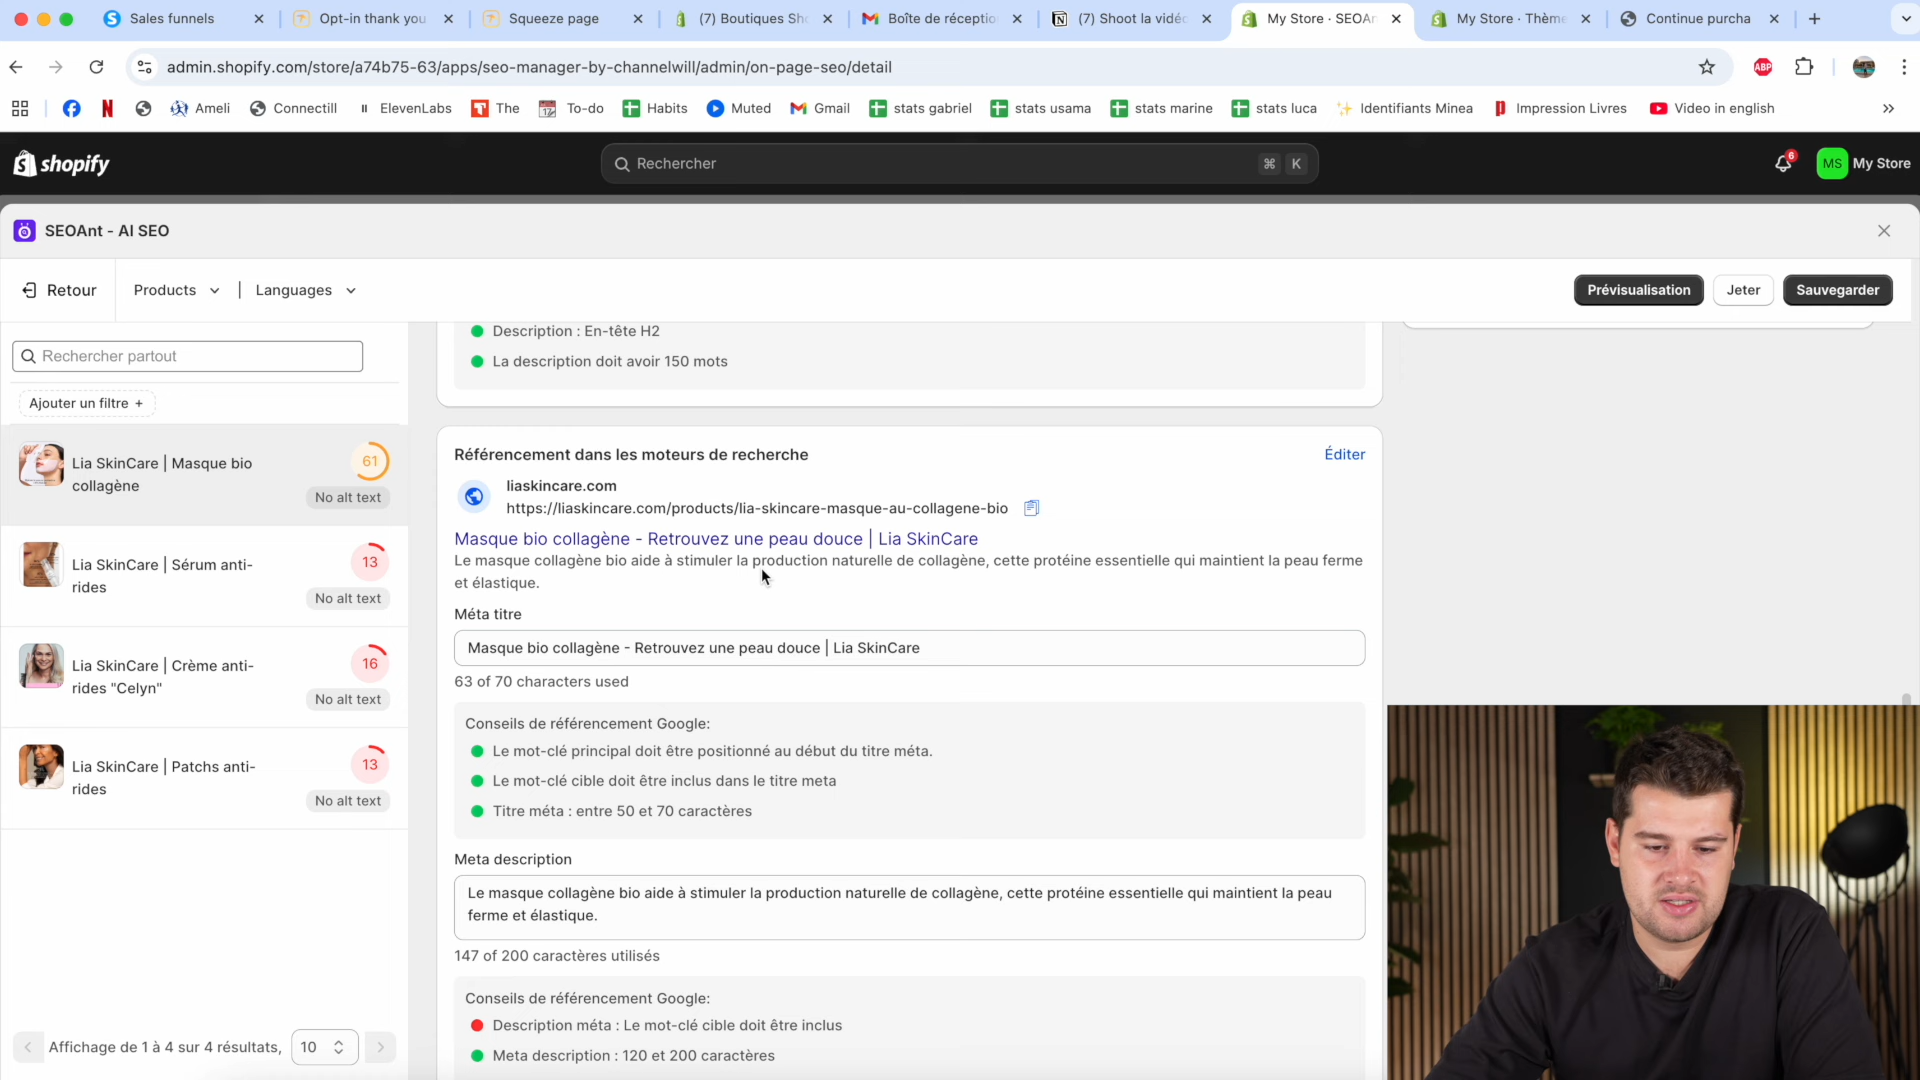 Sales funnels
Opt-in thank you
Squeeze page
(7) Boutiques Sho
Boîte de réceptio
(7) Shoot la vidéo
My Store · SEOAn
My Store · Thème
Continue purcha
admin.shopify.com/store/a74b75-63/apps/seo-manager-by-channelwill/admin/on-page-seo/detail
ABP
Ameli
Connectill
ElevenLabs
The
To-do
Habits
Muted
Gmail
stats gabriel
stats usama
stats marine
stats luca
Identifiants Minea
Impression Livres
Video in english
shopify
Rechercher
⌘ K
6
MS
My Store
SEOAnt - AI SEO
Retour
Products
|
Languages
Prévisualisation
Jeter
Sauvegarder
Rechercher partout
Ajouter un filtre +
Lia SkinCare | Masque bio
collagène
61
No alt text
Lia SkinCare | Sérum anti-
rides
13
No alt text
Lia SkinCare | Crème anti-
rides "Celyn"
16
No alt text
Lia SkinCare | Patchs anti-
rides
13
No alt text
Affichage de 1 à 4 sur 4 résultats,
10
Description : En-tête H2
La description doit avoir 150 mots
Référencement dans les moteurs de recherche
Éditer
liaskincare.com
https://liaskincare.com/products/lia-skincare-masque-au-collagene-bio
Masque bio collagène - Retrouvez une peau douce | Lia SkinCare
Le masque collagène bio aide à stimuler la production naturelle de collagène, cette protéine essentielle qui maintient la peau ferme
et élastique.
Méta titre
Masque bio collagène - Retrouvez une peau douce | Lia SkinCare
63 of 70 characters used
Conseils de référencement Google:
Le mot-clé principal doit être positionné au début du titre méta.
Le mot-clé cible doit être inclus dans le titre meta
Titre méta : entre 50 et 70 caractères
Meta description
Le masque collagène bio aide à stimuler la production naturelle de collagène, cette protéine essentielle qui maintient la peau
ferme et élastique.
147 of 200 caractères utilisés
Conseils de référencement Google:
Description méta : Le mot-clé cible doit être inclus
Meta description : 120 et 200 caractères